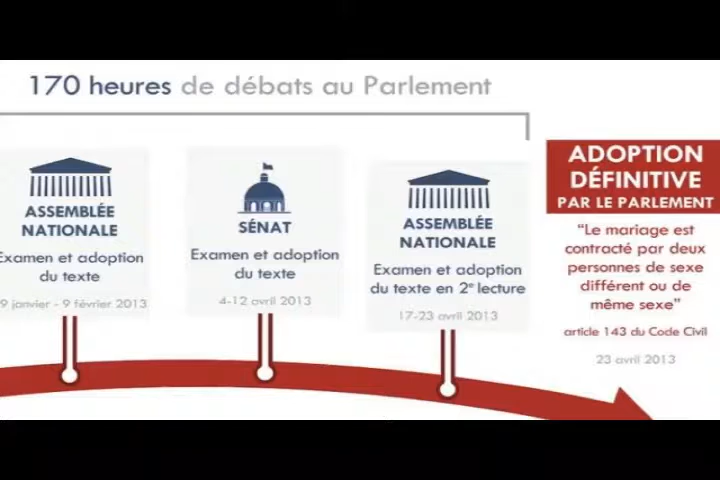 170 heures de débats au Parlement
ASSEMBLÉE
NATIONALE
Examen et adoption
du texte
9 janvier - 9 février 2013
SÉNAT
Examen et adoption
du texte
4-12 avril 2013
ASSEMBLÉE
NATIONALE
Examen et adoption
du texte en 2e lecture
17-23 avril 2013
ADOPTION
DÉFINITIVE
PAR LE PARLEMENT
“Le mariage est
contracté par deux
personnes de sexe
différent ou de
même sexe”
article 143 du Code Civil
23 avril 2013